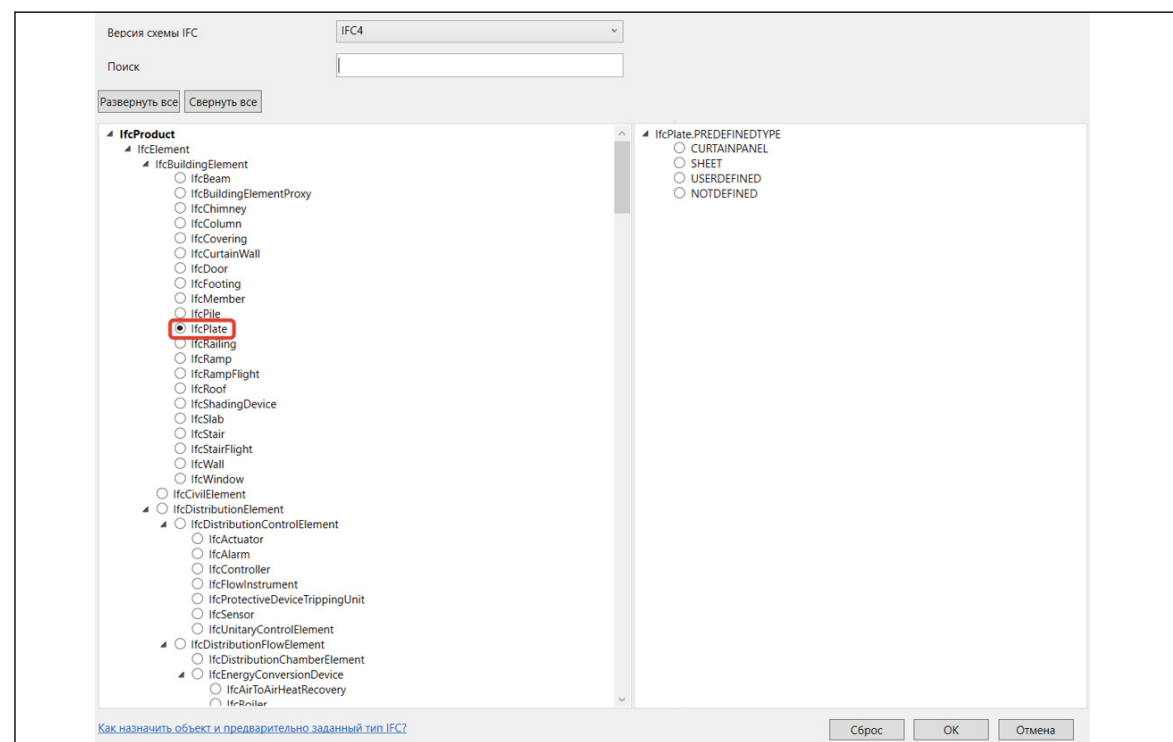 Версия схемы IFC
IFC4
Поиск
Развернуть все
Свернуть все
IfcProduct
IfcElement
IfcBuildingElement
IfcBeam
IfcBuildingElementProxy
IfcChimney
IfcColumn
IfcCovering
IfcCurtainWall
IfcDoor
IfcFooting
IfcMember
IfcPile
IfcPlate
IfcRailing
IfcRamp
IfcRampFlight
IfcRoof
IfcShadingDevice
IfcSlab
IfcStair
IfcStairFlight
IfcWall
IfcWindow
IfcCivilElement
IfcDistributionElement
IfcDistributionControlElement
IfcActuator
IfcAlarm
IfcController
IfcFlowInstrument
IfcProtectiveDeviceTrippingUnit
IfcSensor
IfcUnitaryControlElement
IfcDistributionFlowElement
IfcDistributionChamberElement
IfcEnergyConversionDevice
IfcAirToAirHeatRecovery
IfcBoiler
IfcPlate.PREDEFINEDTYPE
CURTAINPANEL
SHEET
USERDEFINED
NOTDEFINED
Как назначить объект и предварительно заданный тип IFC?
Сброс
ОК
Отмена